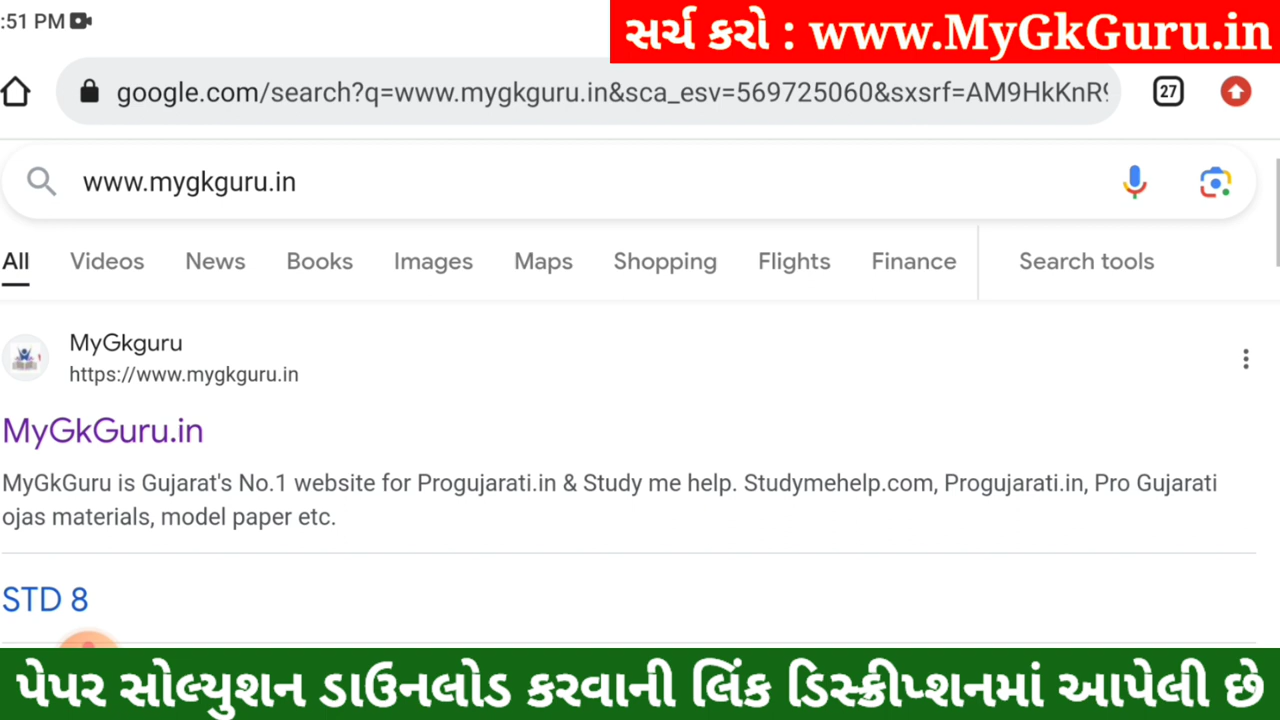 :51 PM
સર્ચ કરો : www.MyGkGuru.in
google.com/search?q=www.mygkguru.in&sca_esv=569725060&sxsrf=AM9HkKnR9
27
www.mygkguru.in
All Videos News Books Images Maps Shopping Flights Finance Search tools
MyGkguru
https://www.mygkguru.in
MyGkGuru.in
MyGkGuru is Gujarat's No.1 website for Progujarati.in & Study me help. Studymehelp.com, Progujarati.in, Pro Gujarati
ojas materials, model paper etc.
STD 8
પેપર સોલ્યુશન ડાઉનલોડ કરવાની લિંક ડિસ્ક્રીપ્શનમાં આપેલી છે